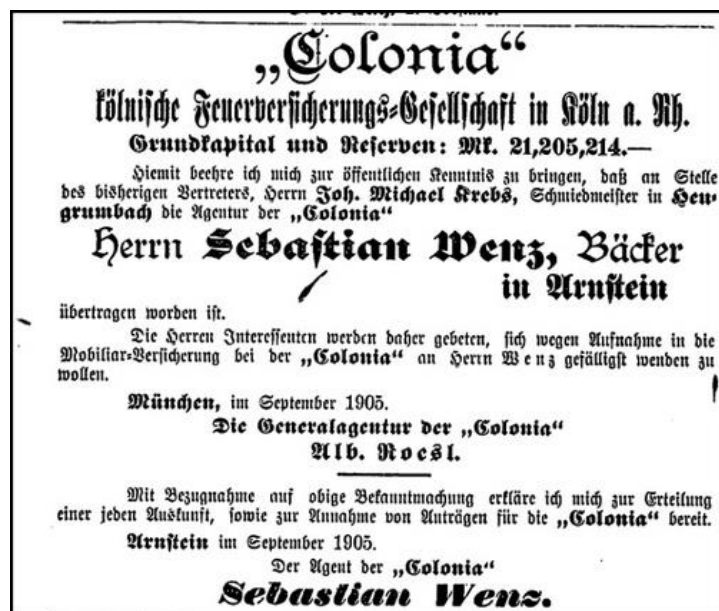 „Colonia“
kölnische Feuerversicherungs-Gesellschaft in Köln a. Rh.
Grundkapital und Reserven: Mk. 21,205,214.—
Hiemit beehre ich mich zur öffentlichen Kenntnis zu bringen, daß an Stelle
des bisherigen Vertreters, Herrn Joh. Michael Krebs, Schmiedmeister in Heu-
grumbach die Agentur der „Colonia“
Herrn Sebastian Wenz, Bäcker
in Arnstein
übertragen worden ist.
Die Herren Interessenten werden daher gebeten, sich wegen Aufnahme in die
Mobiliar-Versicherung bei der „Colonia“ an Herrn Wenz gefälligst wenden zu
wollen.
München, im September 1905.
Die Generalagentur der „Colonia“
Alb. Roesl.
Mit Bezugnahme auf obige Bekanntmachung erkläre ich mich zur Erteilung
einer jeden Auskunft, sowie zur Annahme von Anträgen für die „Colonia“ bereit.
Arnstein im September 1905.
Der Agent der „Colonia“
Sebastian Wenz.